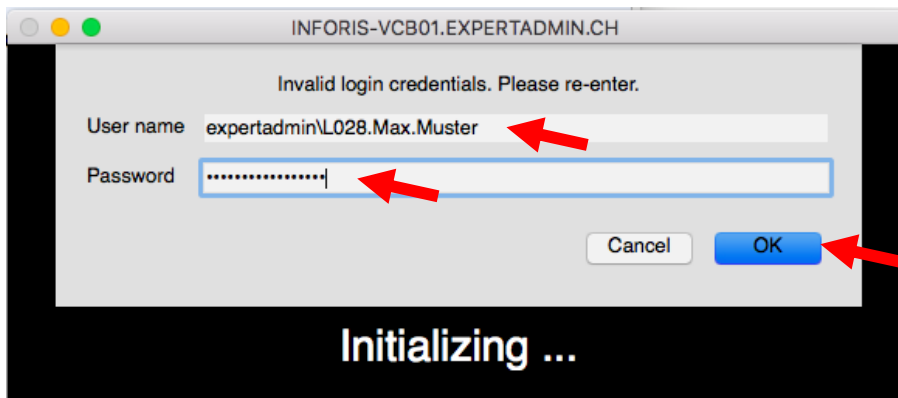 INFORIS-VCB01.EXPERTADMIN.CH
Invalid login credentials. Please re-enter.
User name expertadmin\L028.Max.Muster
Password •••••••••••••••••
Cancel OK
Initializing ...